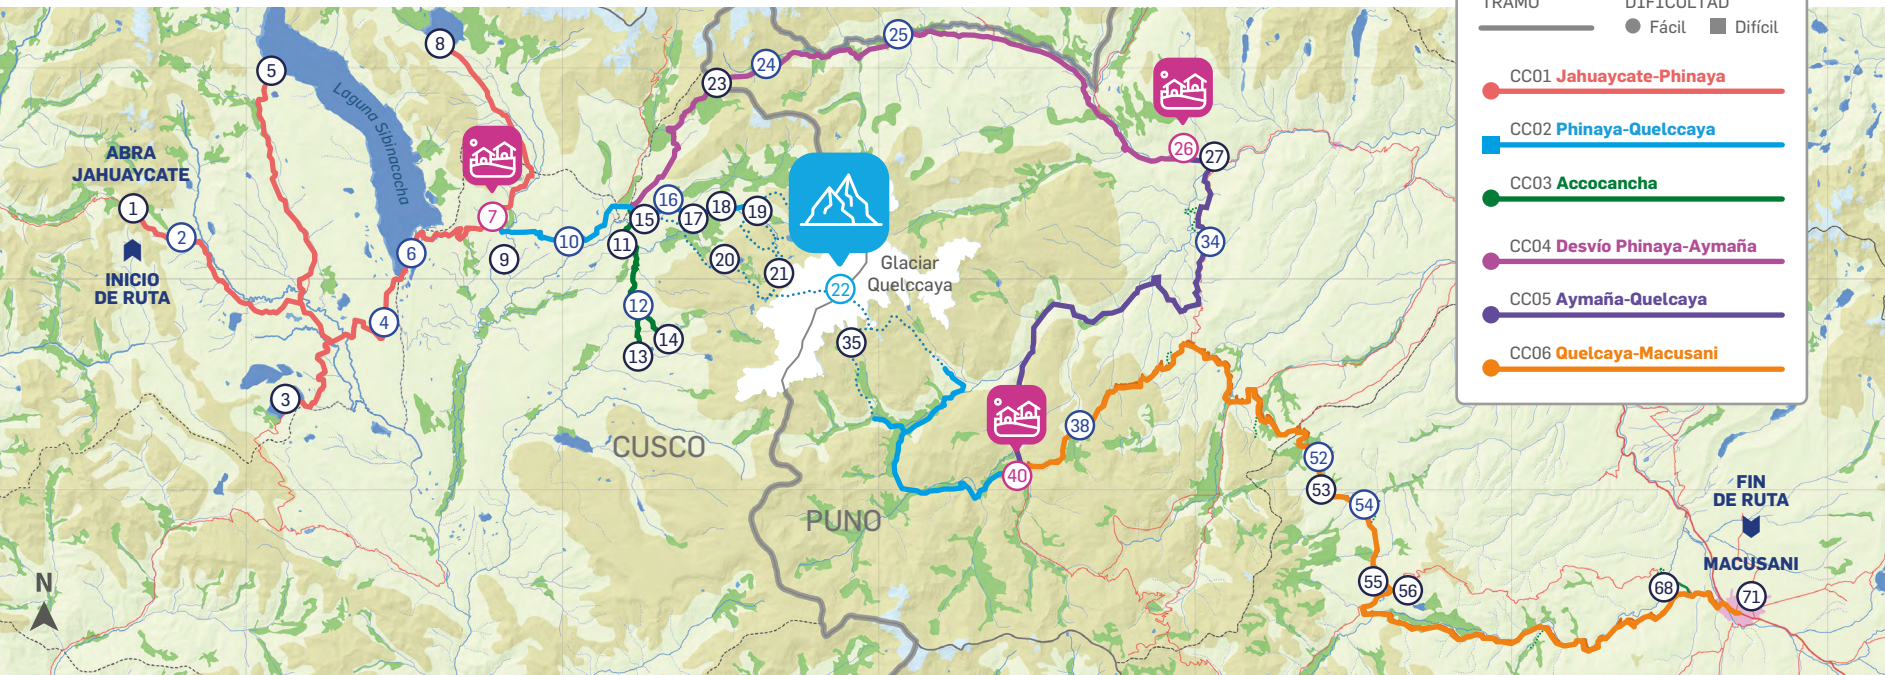 TRAMO
DIFICULTAD
Fácil
Difícil
CC01 Jahuaycate-Phinaya
CC02 Phinaya-Quelccaya
CC03 Accocancha
CC04 Desvío Phinaya-Aymaña
CC05 Aymaña-Quelcaya
CC06 Quelcaya-Macusani
ABRA
JAHUAYCATE
1
2
INICIO
DE RUTA
3
4
5
Laguna Sibinacocha
6
7
8
9
10
11
12
13
14
15
16
17
18
19
20
21
22
Glaciar
Quelccaya
23
24
25
26
27
34
35
38
40
CUSCO
PUNO
52
53
54
55
56
68
71
FIN
DE RUTA
MACUSANI
N